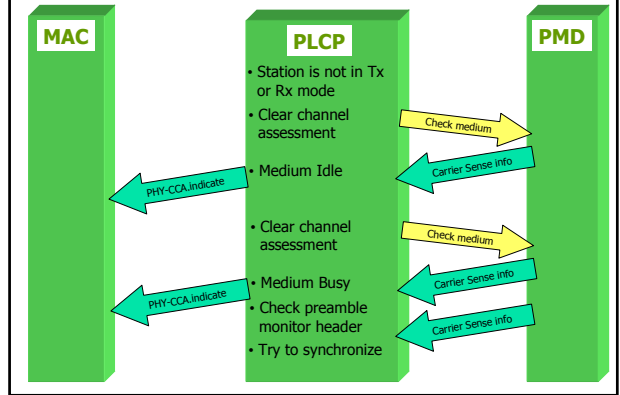 MAC
PLCP
PMD
• Station is not in Tx
or Rx mode
• Clear channel
assessment
Check medium
• Medium Idle
Carrier Sense info
PHY-CCA.indicate
• Clear channel
assessment
Check medium
• Medium Busy
Carrier Sense info
PHY-CCA.indicate
• Check preamble
monitor header
Carrier Sense info
• Try to synchronize